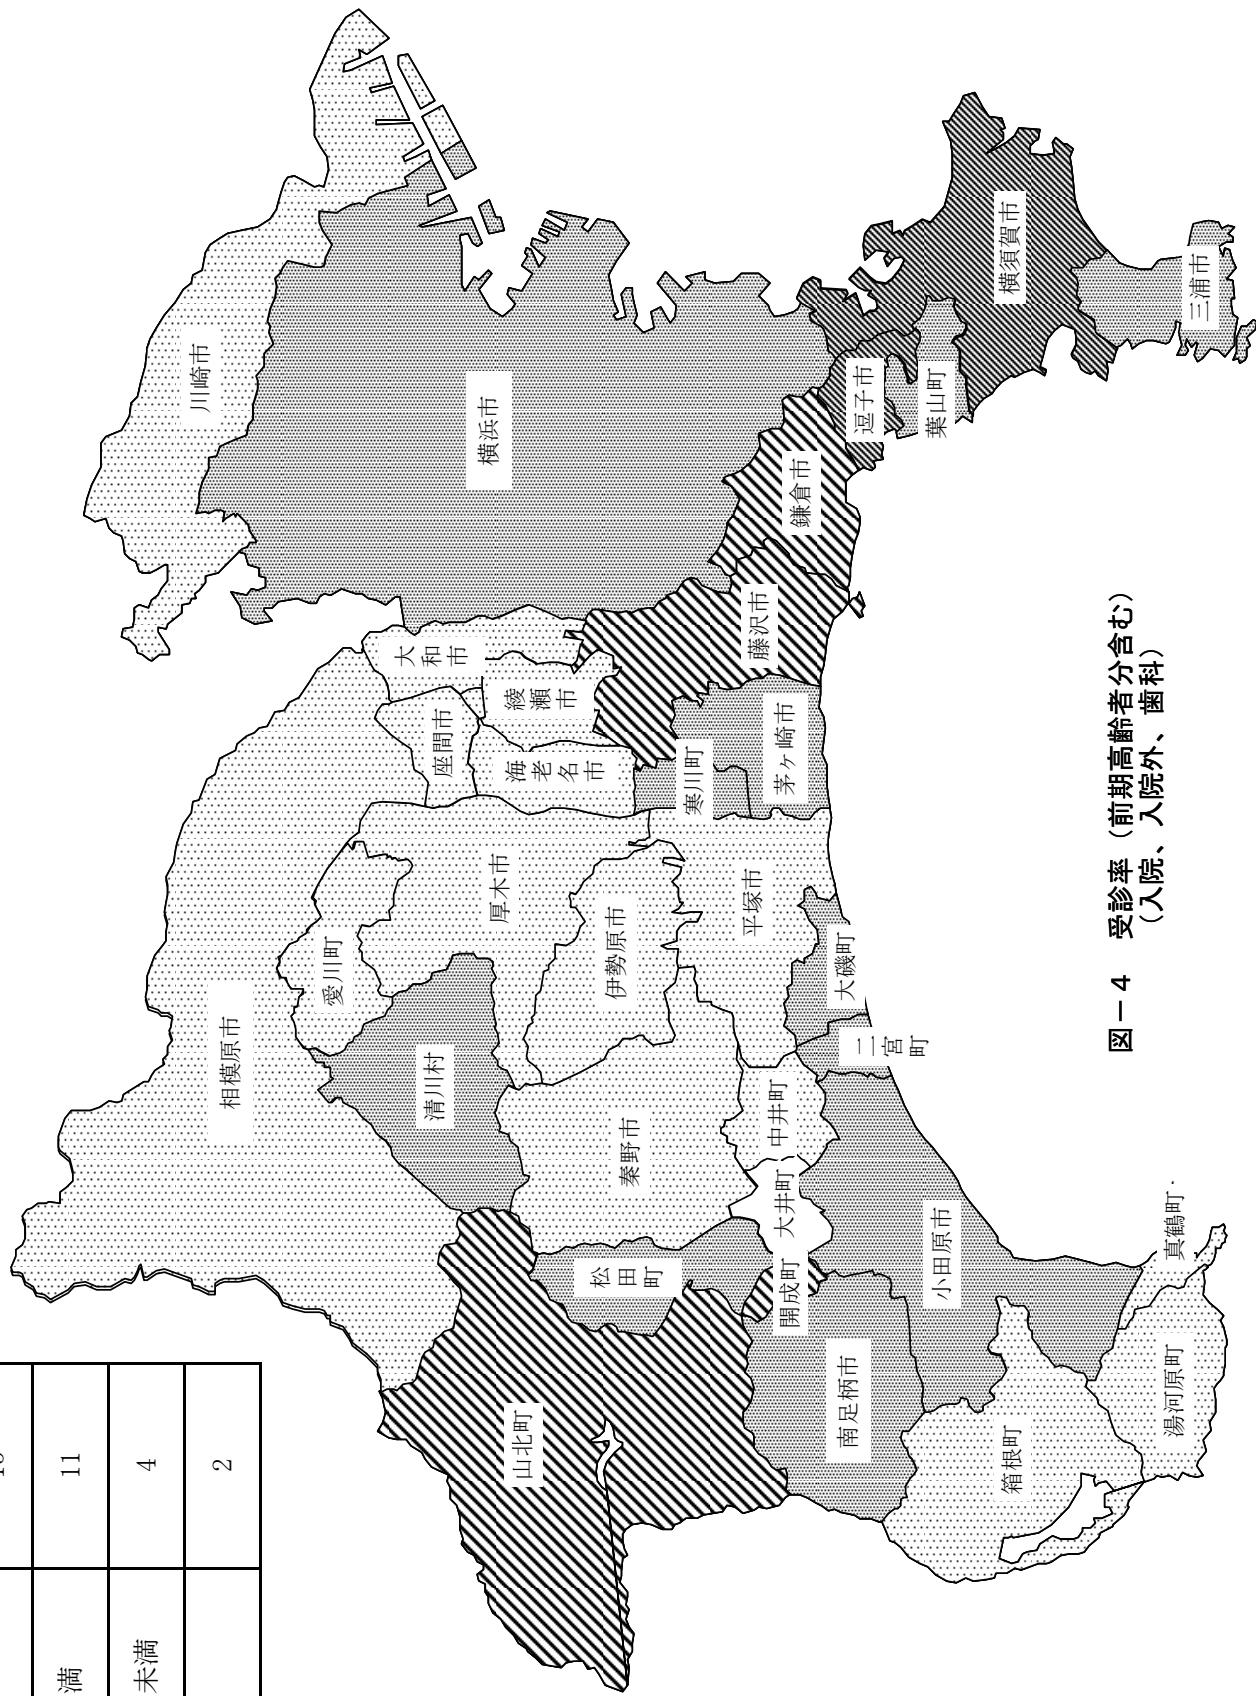 図－４　受診率（前期高齢者分含む）
（入院、入院外、歯科）
11
4
2
満
未満
川崎市
横浜市
相模原市
大
和
市
座間市
綾
瀬
市
海
老
名
市
愛川町
厚木市
清川村
伊勢原市
秦野市
藤沢市
鎌倉市
逗子市
葉山町
横須賀市
三浦市
寒川町
茅ヶ崎市
平塚市
大磯町
二
宮
町
中井町
大井町
松
田
町
開成町
山北町
南足柄市
小田原市
箱根町
真鶴町
湯河原町